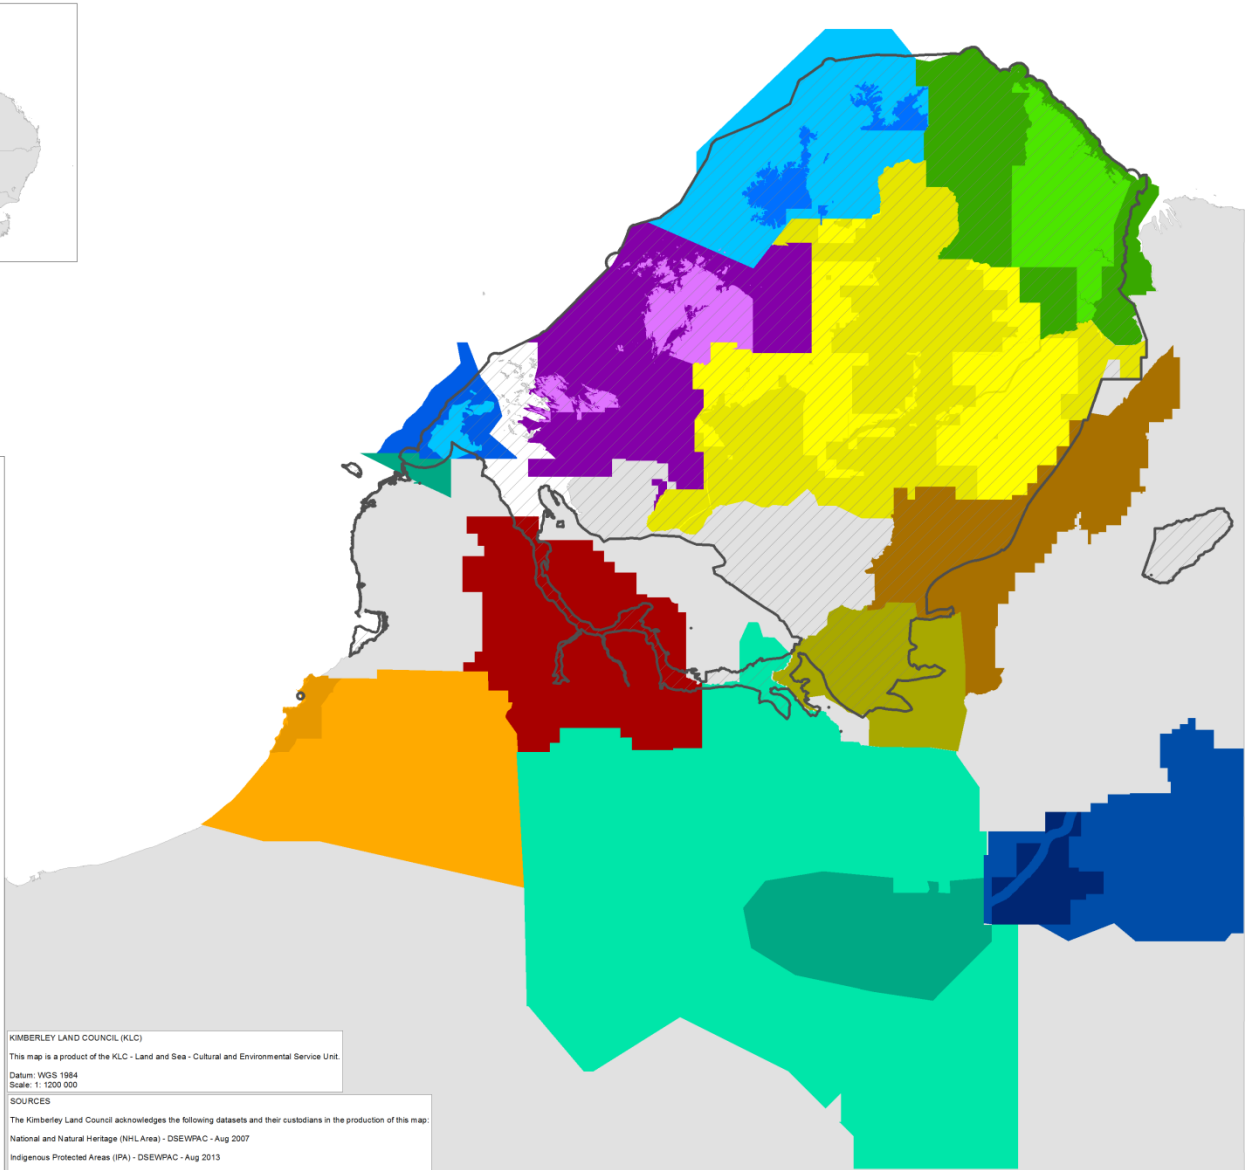 KIMBERLEY LAND COUNCIL (KLC)
This map is a product of the KLC - Land and Sea - Cultural and Environmental Service Unit.
Datum: WGS 1984
Scale: 1: 1200 000
SOURCES
The Kimberley Land Council acknowledges the following datasets and their custodians in the production of this map:
National and Natural Heritage (NHL Area) - DSEWPAC - Aug 2007
Indigenous Protected Areas (IPA) - DSEWPAC - Aug 2013